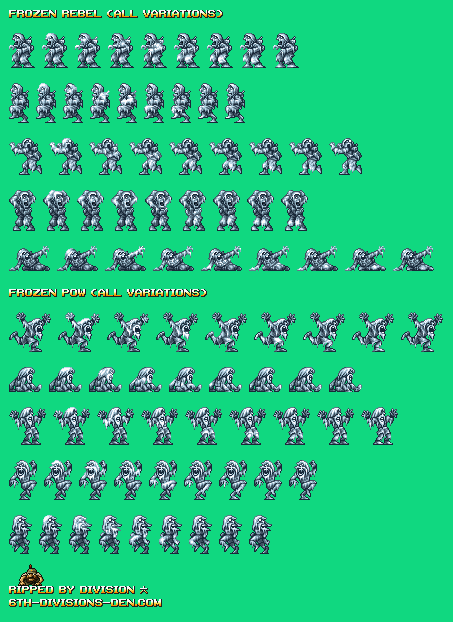 FROZEN REBEL (ALL VARIATIONS)
FROZEN POW (ALL VARIATIONS)
RIPPED BY DIVISION ☆
6TH-DIVISIONS-DEN.COM